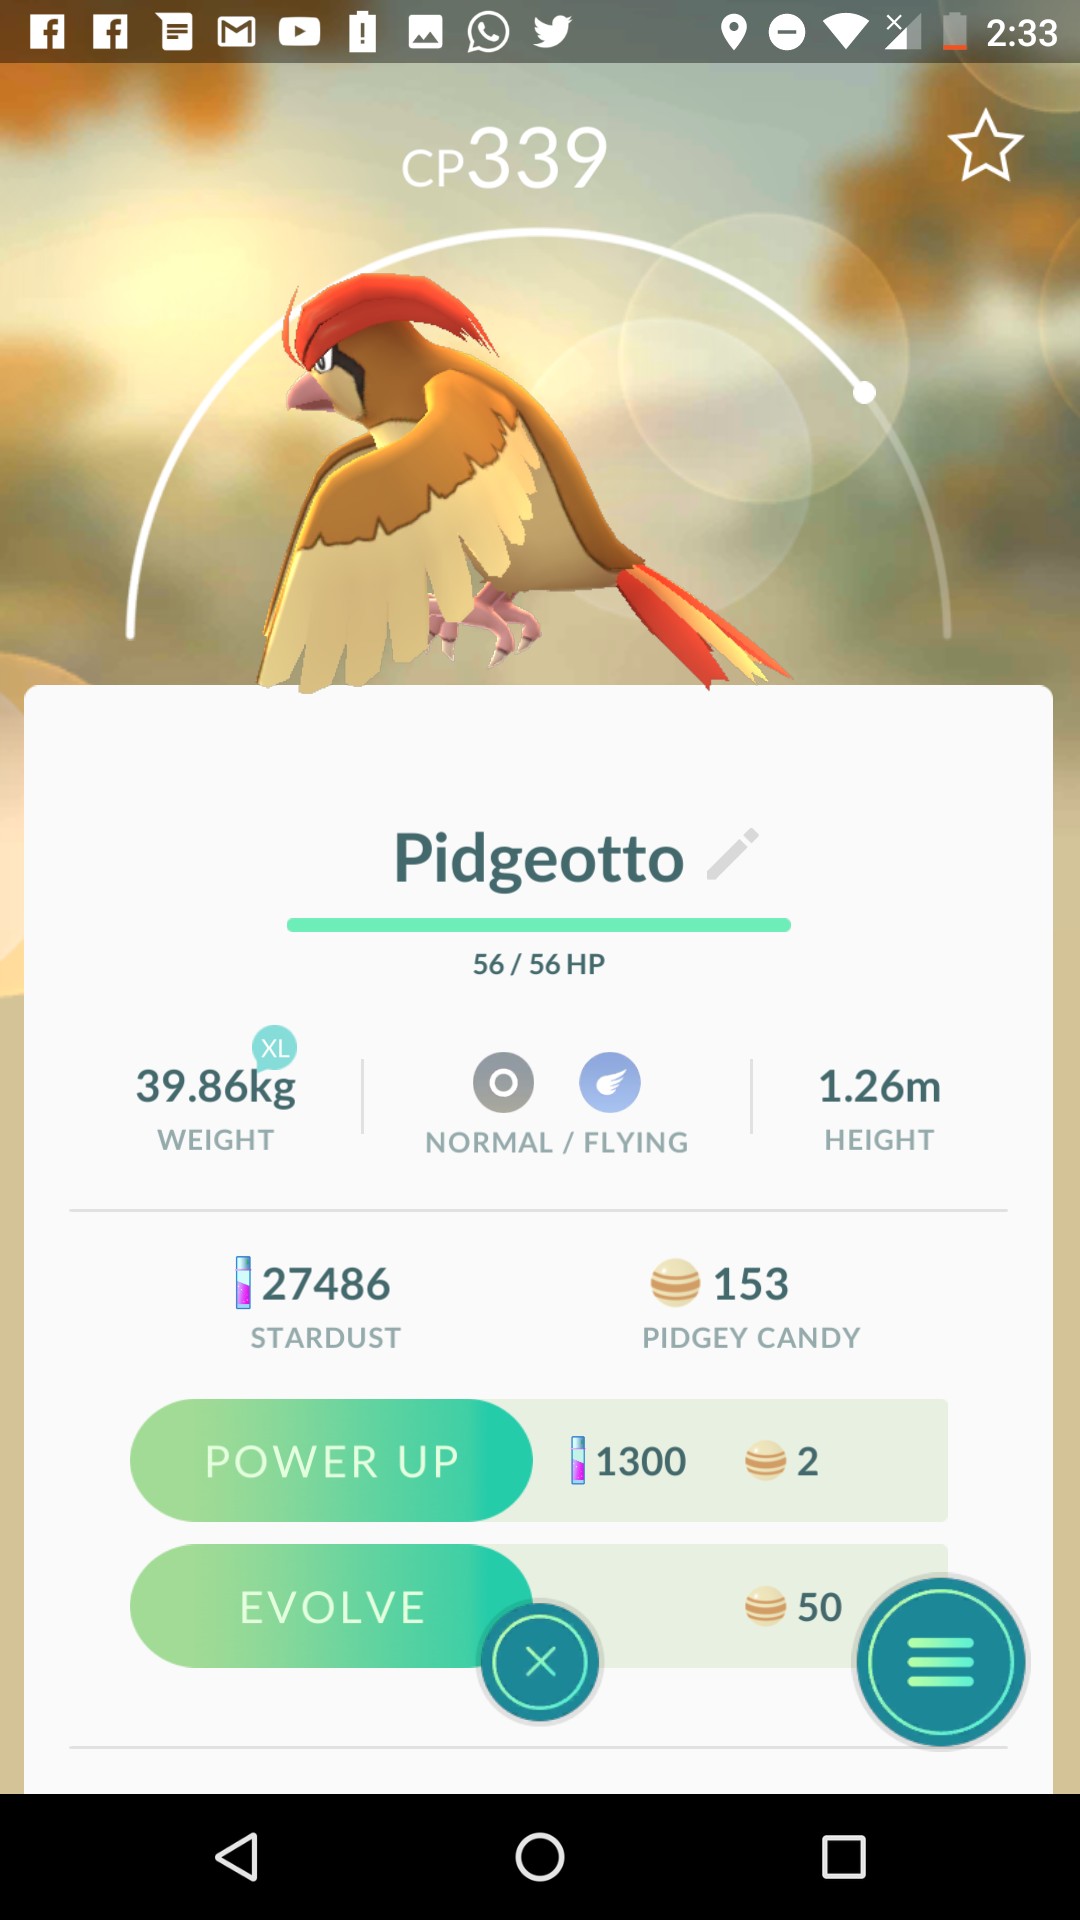 2:33
CP339
Pidgeotto
56 / 56 HP
XL
39.86kg
WEIGHT
NORMAL / FLYING
1.26m
HEIGHT
27486
STARDUST
153
PIDGEY CANDY
POWER UP 1300 2
EVOLVE 50